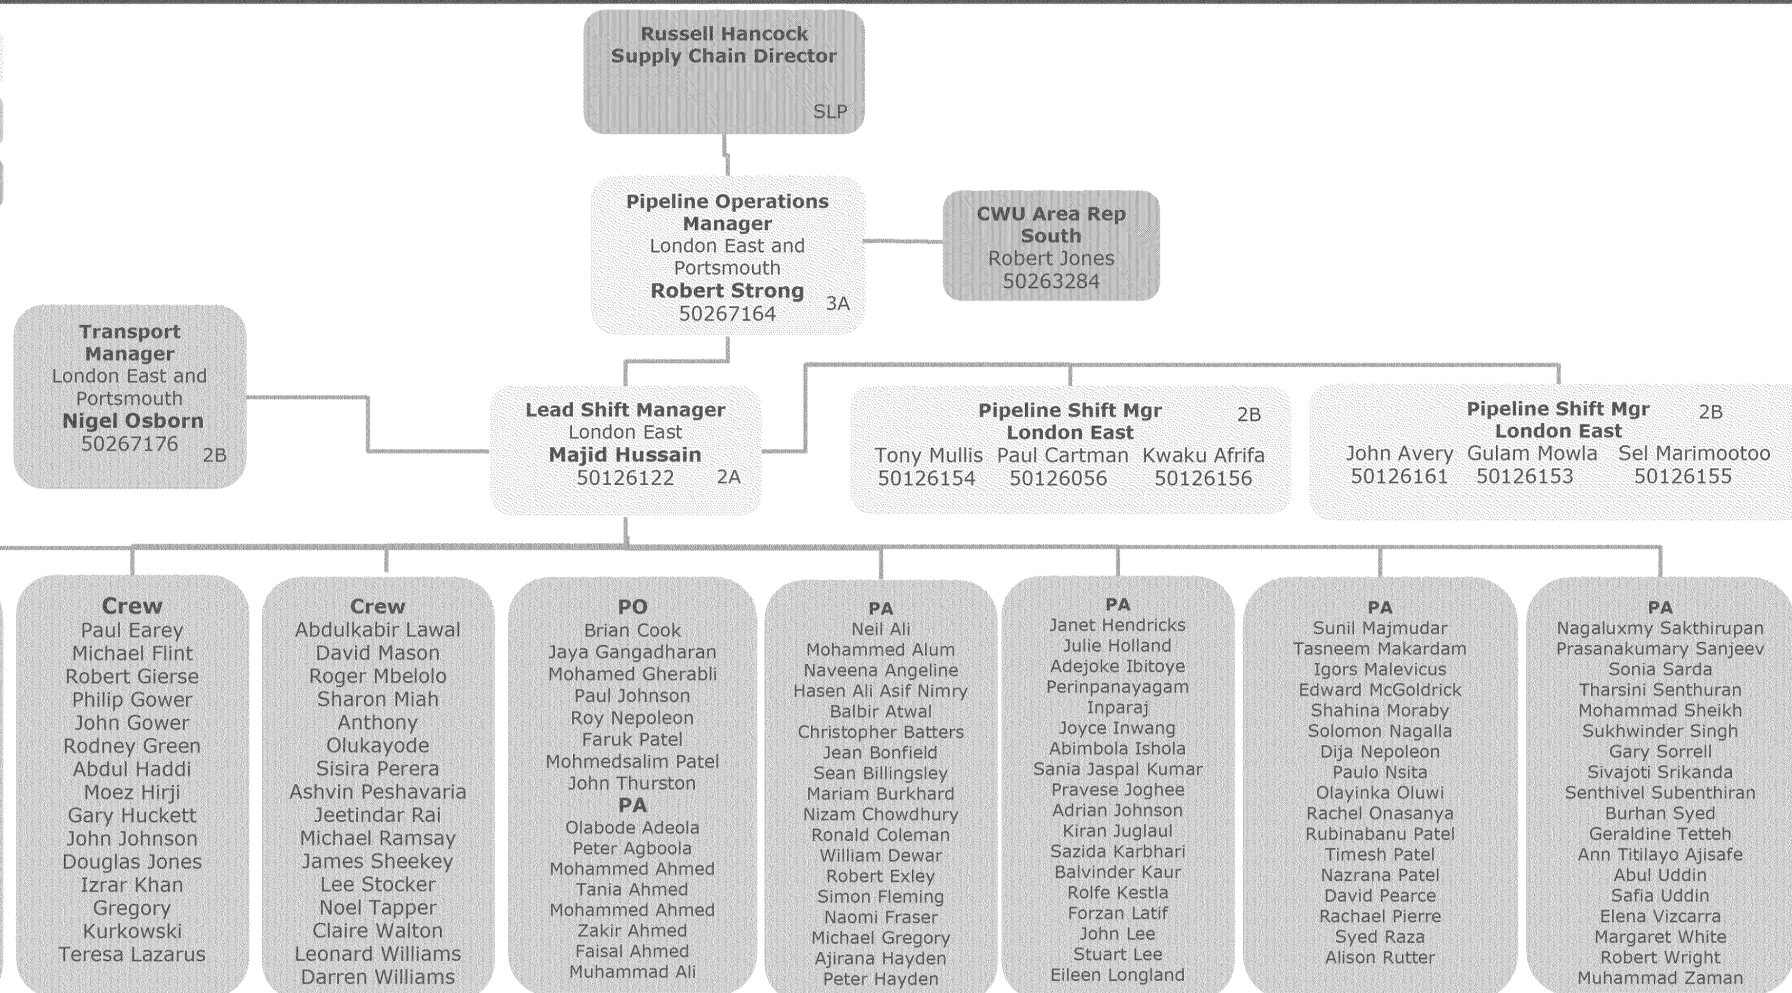 Russell Hancock
Supply Chain Director
SLP
Pipeline Operations
Manager
London East and
Portsmouth
Robert Strong
3A
50267164
CWU Area Rep
South
Robert Jones
50263284
Transport
Manager
London East and
Portsmouth
Nigel Osborn
50267176
2B
Lead Shift Manager
London East
Majid Hussain
50126122 2A
Pipeline Shift Mgr 2B
London East
Tony Mullis Paul Cartman Kwaku Afrifa
50126154 50126056 50126156
Pipeline Shift Mgr 2B
London East
John Avery Gulam Mowla Sel Marimootoo
50126161 50126153 50126155
Crew
Paul Earey
Michael Flint
Robert Gierse
Philip Gower
John Gower
Rodney Green
Abdul Haddi
Moez Hirji
Gary Huckett
John Johnson
Douglas Jones
Izrar Khan
Gregory
Kurkowski
Teresa Lazarus
Crew
Abdulkabir Lawal
David Mason
Roger Mbelolo
Sharon Miah
Anthony
Olukayode
Sisira Perera
Ashvin Peshavaria
Jeetindar Rai
Michael Ramsay
James Sheekey
Lee Stocker
Noel Tapper
Claire Walton
Leonard Williams
Darren Williams
PO
Brian Cook
Jaya Gangadharan
Mohamed Gherabli
Paul Johnson
Roy Nepoleon
Faruk Patel
Mohmedsalim Patel
John Thurston
PA
Olabode Adeola
Peter Agboola
Mohammed Ahmed
Tania Ahmed
Mohammed Ahmed
Zakir Ahmed
Faisal Ahmed
Muhammad Ali
PA
Neil Ali
Mohammed Alum
Naveena Angeline
Hasen Ali Asif Nimry
Balbir Atwal
Christopher Batters
Jean Bonfield
Sean Billingsley
Mariam Burkhard
Nizam Chowdhury
Ronald Coleman
William Dewar
Robert Exley
Simon Fleming
Naomi Fraser
Michael Gregory
Ajirana Hayden
Peter Hayden
PA
Janet Hendricks
Julie Holland
Adejoke Ibitoye
Perinpanayagam
Inparaj
Joyce Inwang
Abimbola Ishola
Sania Jaspal Kumar
Pravese Joghee
Adrian Johnson
Kiran Juglaul
Sazida Karbhari
Balvinder Kaur
Rolfe Kestla
Forzan Latif
John Lee
Stuart Lee
Eileen Longland
PA
Sunil Majmudar
Tasneem Makardam
Igors Malevicus
Edward McGoldrick
Shahina Moraby
Solomon Nagalla
Dija Nepoleon
Paulo Nsita
Olayinka Oluwi
Rachel Onasanya
Rubinabanu Patel
Timesh Patel
Nazrana Patel
David Pearce
Rachael Pierre
Syed Raza
Alison Rutter
PA
Nagaluxmy Sakthirupan
Prasanakumary Sanjeev
Sonia Sarda
Tharsini Senthuran
Mohammad Sheikh
Sukhwinder Singh
Gary Sorrell
Sivajoti Srikanda
Senthivel Subenthiran
Burhan Syed
Geraldine Tetteh
Ann Titilayo Ajisafe
Abul Uddin
Safia Uddin
Elena Vizcarra
Margaret White
Robert Wright
Muhammad Zaman